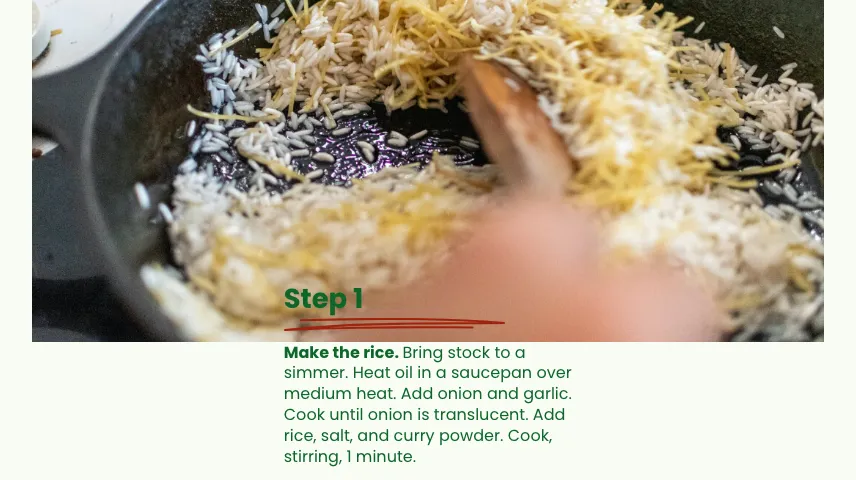 Step 1
Make the rice. Bring stock to a
simmer. Heat oil in a saucepan over
medium heat. Add onion and garlic.
Cook until onion is translucent. Add
rice, salt, and curry powder. Cook,
stirring, 1 minute.